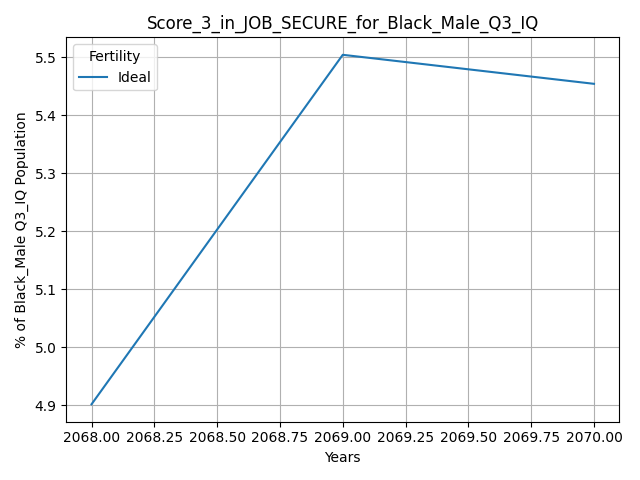 Score_3_in_JOB_SECURE_for_Black_Male_Q3_IQ
Fertility
Ideal
% of Black_Male Q3_IQ Population
5.5
5.4
5.3
5.2
5.1
5.0
4.9
2068.00 2068.25 2068.50 2068.75 2069.00 2069.25 2069.50 2069.75 2070.00
Years